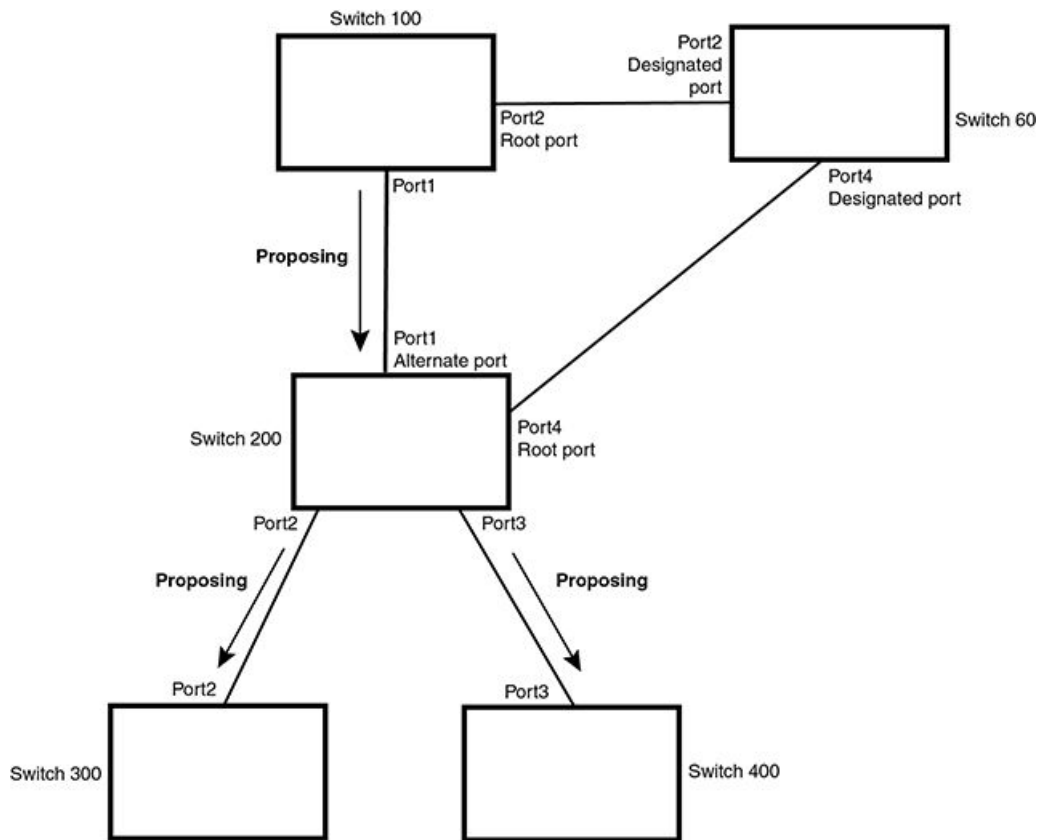 Switch 100
Port2
Designated
port
Switch 60
Port2
Root port
Port1
Port4
Designated port
Proposing
Port1
Alternate port
Switch 200
Port4
Root port
Port2
Port3
Proposing
Proposing
Port2
Port3
Switch 300
Switch 400